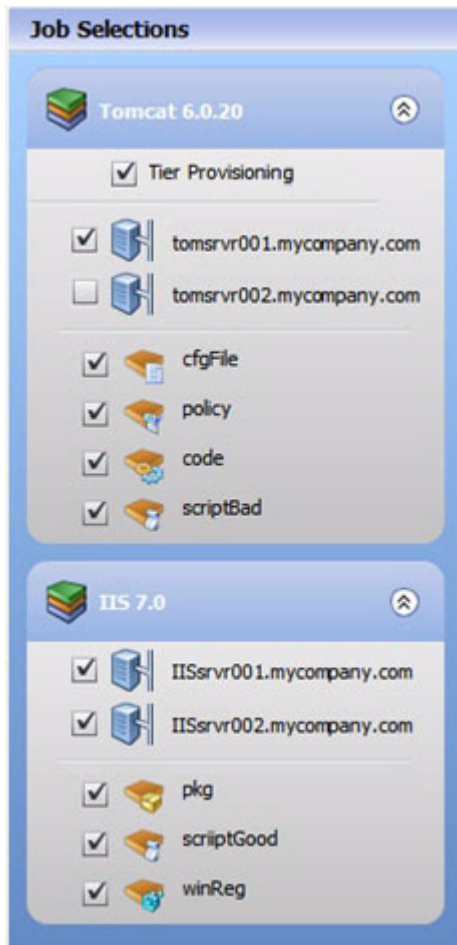 Job Selections
Tomcat 6.0.20
Tier Provisioning
tomsrvr001.mycompany.com
tomsrvr002.mycompany.com
cfgFile
policy
code
scriptBad
IIS 7.0
IISsrvr001.mycompany.com
IISsrvr002.mycompany.com
pkg
scriiptGood
winReg